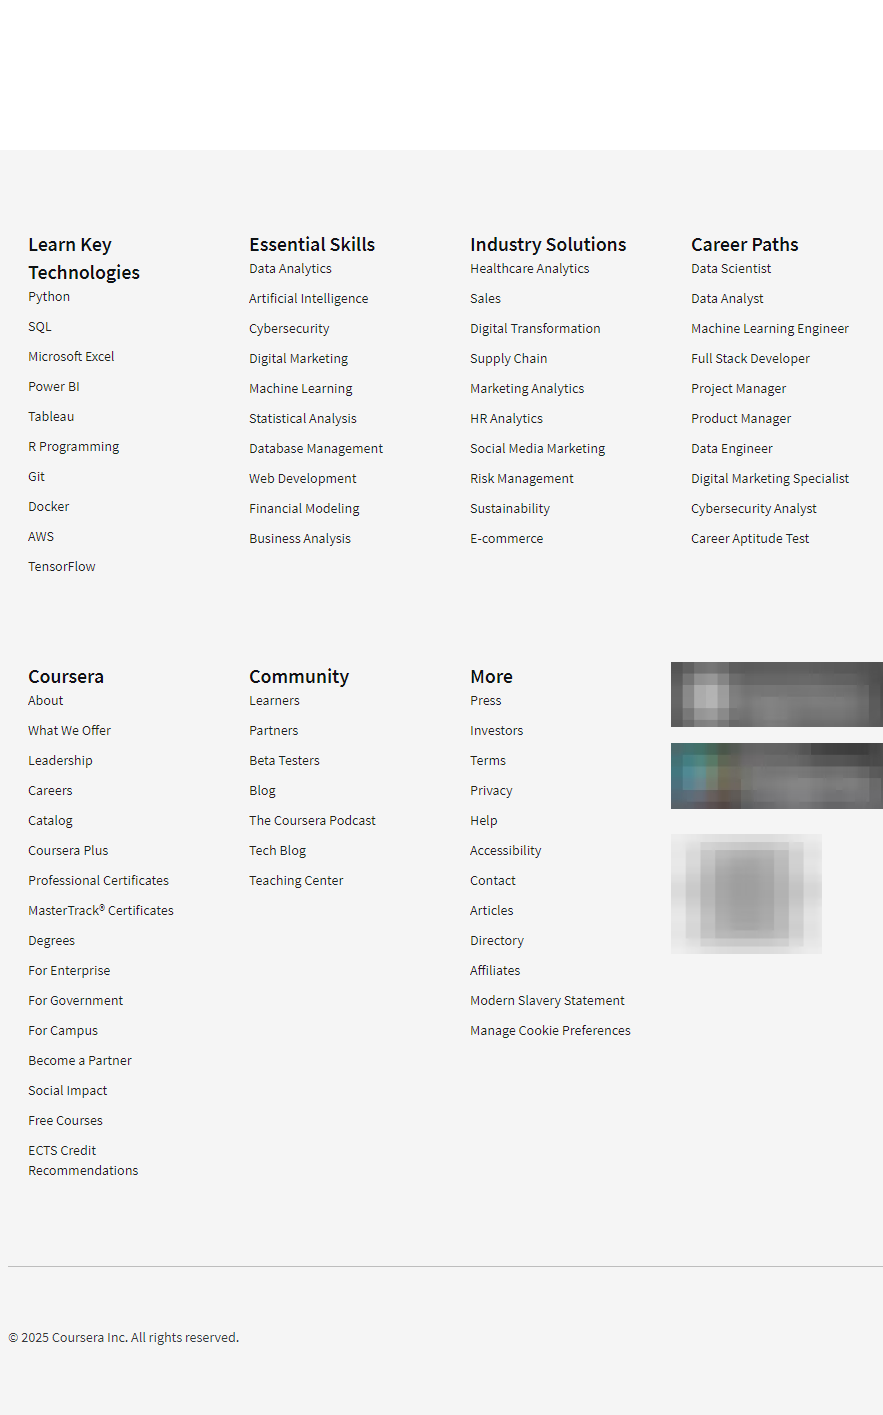 Learn Key
Technologies
Python
SQL
Microsoft Excel
Power BI
Tableau
R Programming
Git
Docker
AWS
TensorFlow
Essential Skills
Data Analytics
Artificial Intelligence
Cybersecurity
Digital Marketing
Machine Learning
Statistical Analysis
Database Management
Web Development
Financial Modeling
Business Analysis
Industry Solutions
Healthcare Analytics
Sales
Digital Transformation
Supply Chain
Marketing Analytics
HR Analytics
Social Media Marketing
Risk Management
Sustainability
E-commerce
Career Paths
Data Scientist
Data Analyst
Machine Learning Engineer
Full Stack Developer
Project Manager
Product Manager
Data Engineer
Digital Marketing Specialist
Cybersecurity Analyst
Career Aptitude Test
Coursera
About
What We Offer
Leadership
Careers
Catalog
Coursera Plus
Professional Certificates
MasterTrack® Certificates
Degrees
For Enterprise
For Government
For Campus
Become a Partner
Social Impact
Free Courses
ECTS Credit
Recommendations
Community
Learners
Partners
Beta Testers
Blog
The Coursera Podcast
Tech Blog
Teaching Center
More
Press
Investors
Terms
Privacy
Help
Accessibility
Contact
Articles
Directory
Affiliates
Modern Slavery Statement
Manage Cookie Preferences
© 2025 Coursera Inc. All rights reserved.